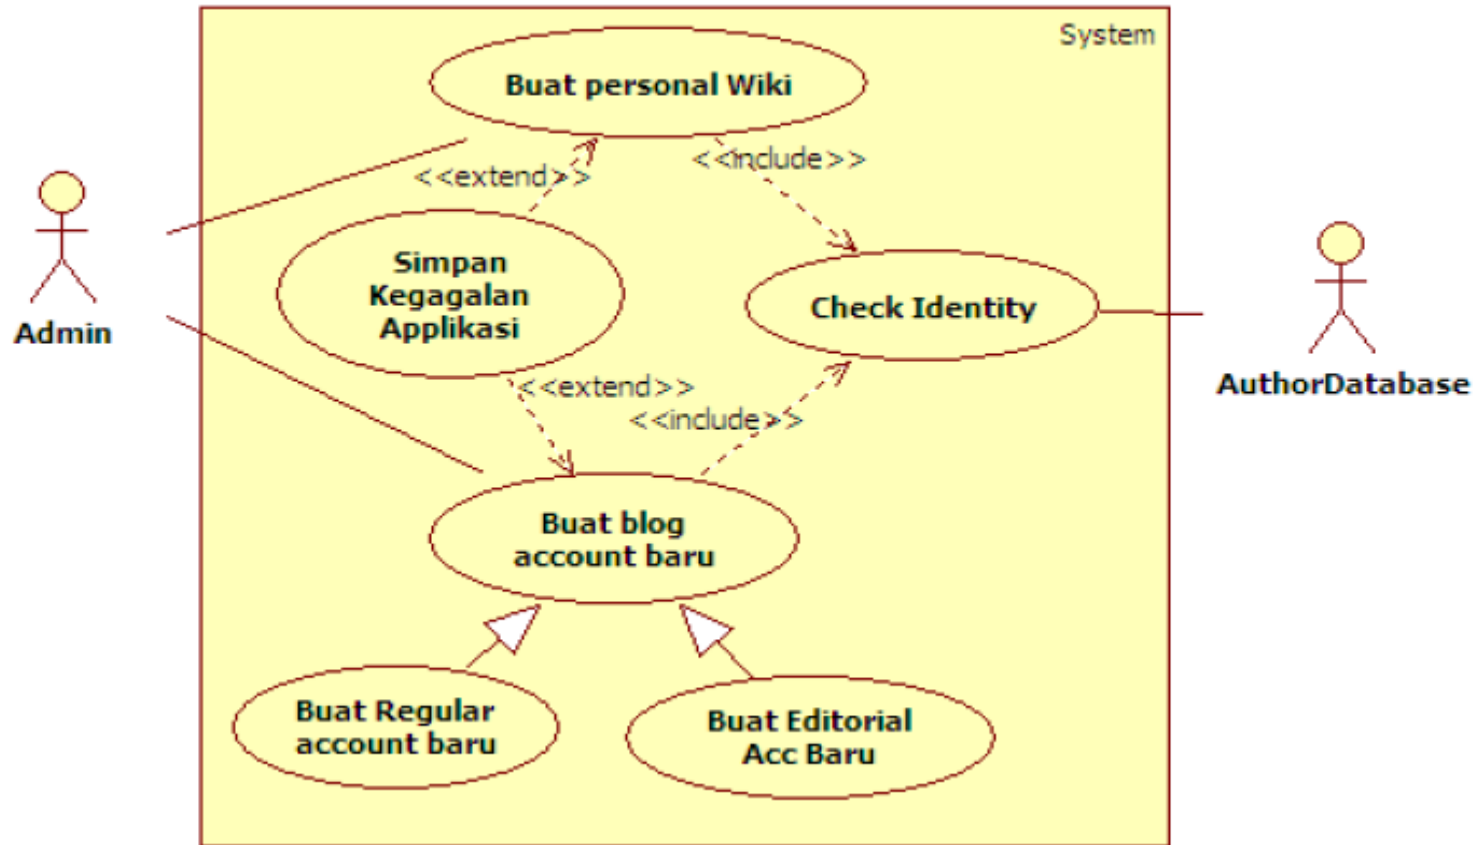 System
Buat personal Wiki
<<extend>>
<<include>>
Simpan
Kegagalan
Applikasi
Check Identity
Admin
AuthorDatabase
<<extend>>
<<include>>
Buat blog
account baru
Buat Regular
account baru
Buat Editorial
Acc Baru